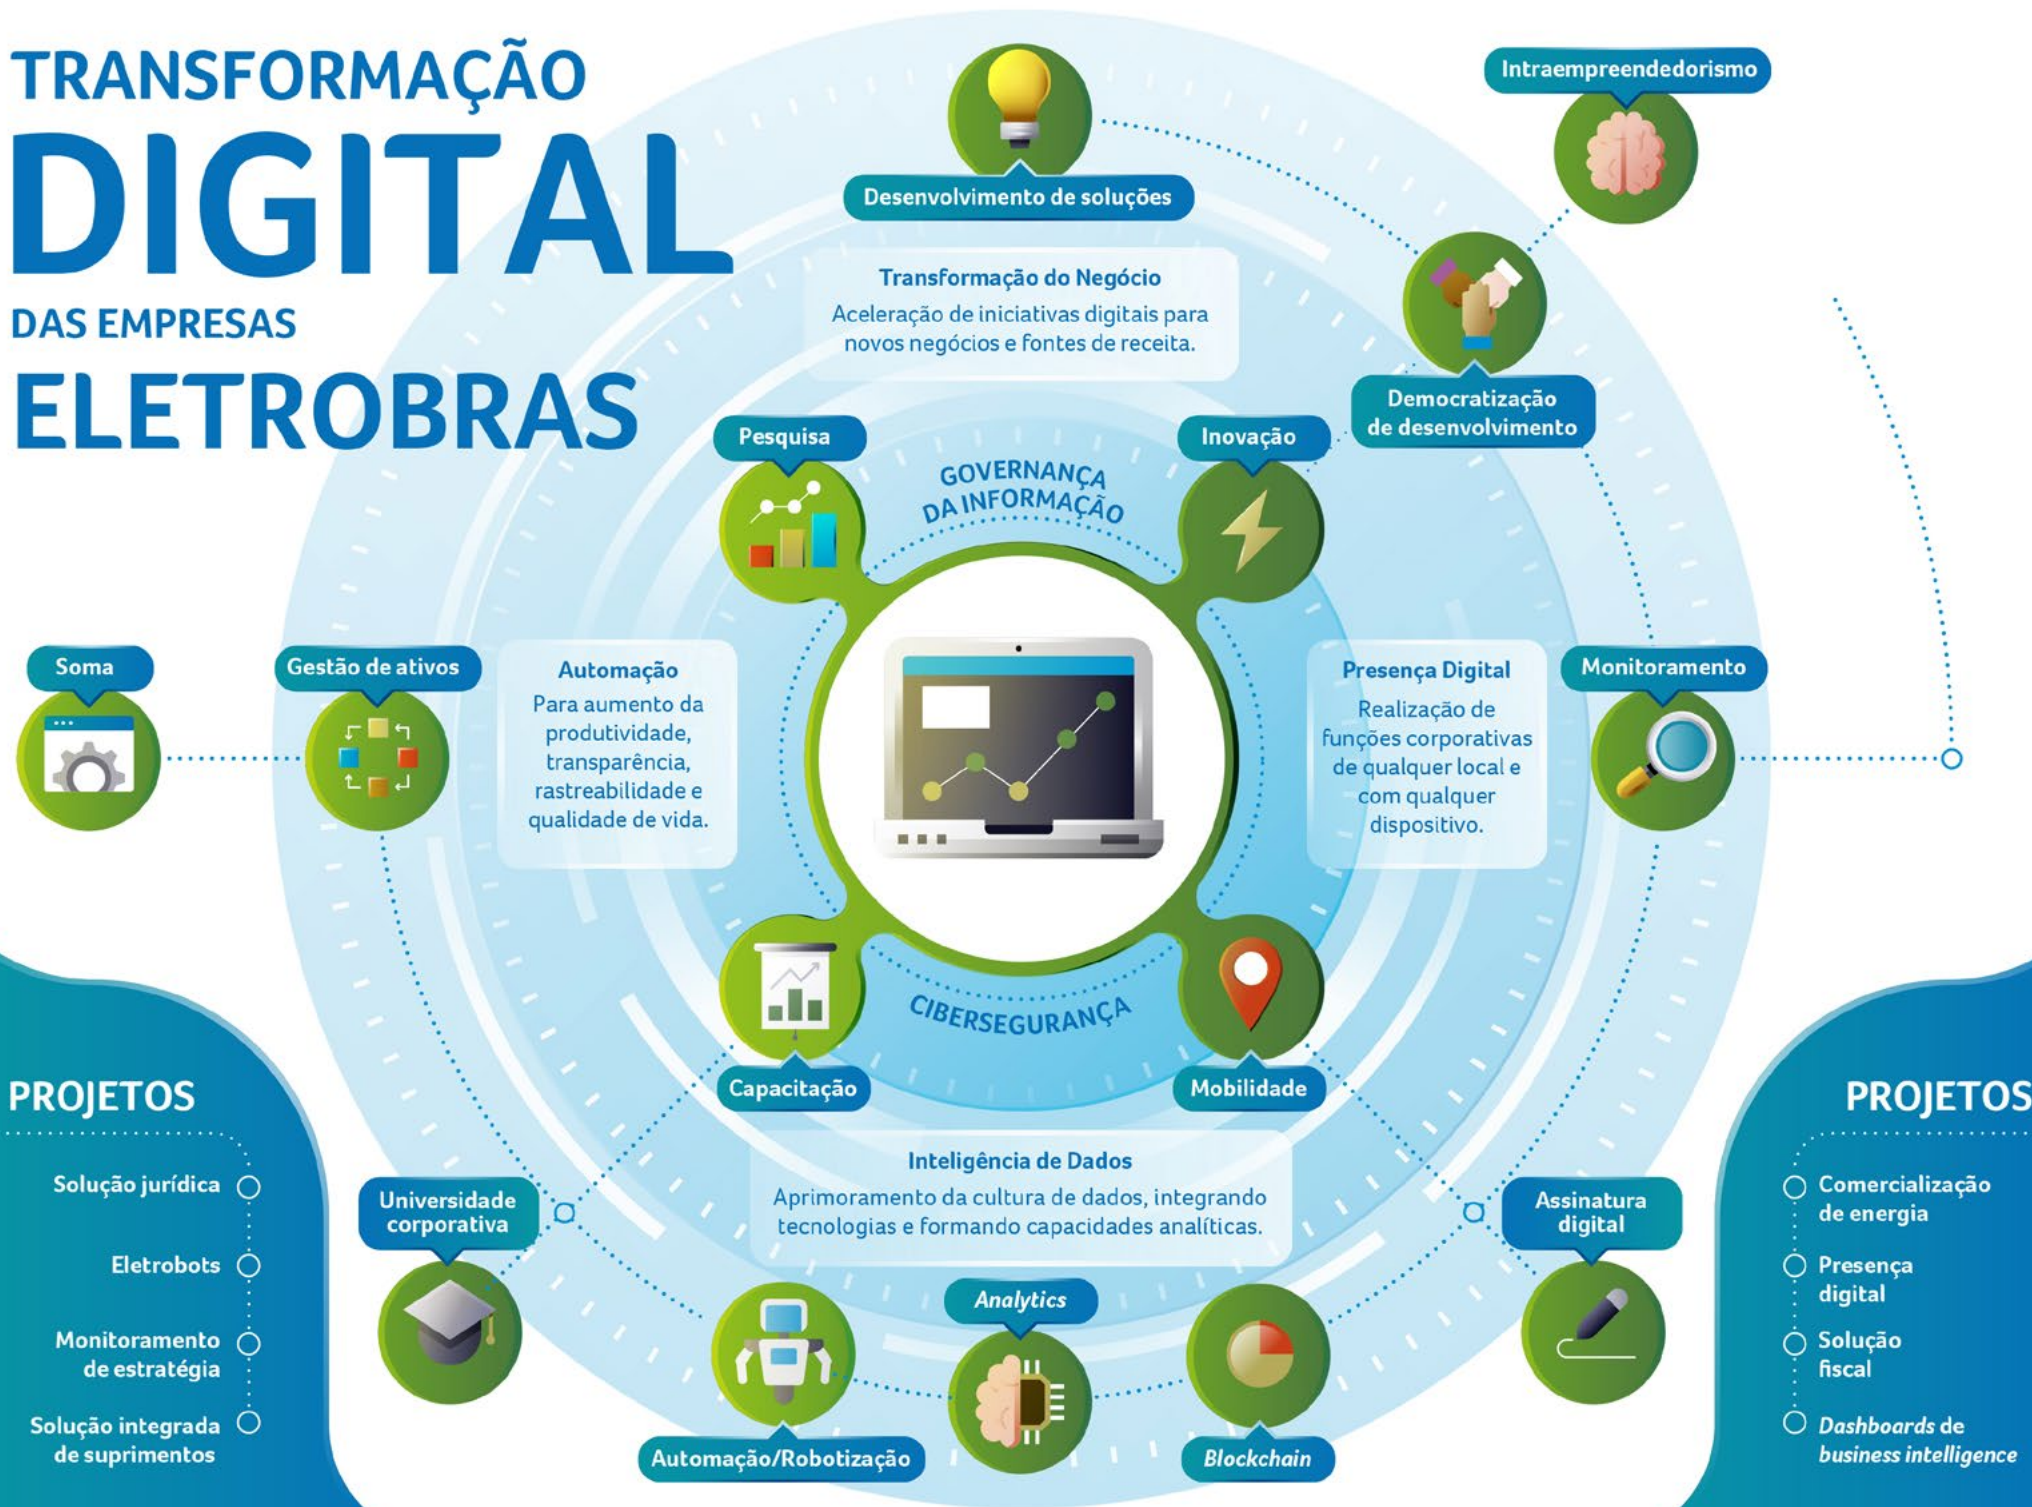 TRANSFORMAÇÃO
DIGITAL
DAS EMPRESAS
ELETROBRAS
Intraempreendedorismo
Desenvolvimento de soluções
Transformação do Negócio
Aceleração de iniciativas digitais para
novos negócios e fontes de receita.
Democratização
de desenvolvimento
Pesquisa
Inovação
GOVERNANÇA
DA INFORMAÇÃO
Soma
Gestão de ativos
Automação
Para aumento da
produtividade,
transparência,
rastreabilidade e
qualidade de vida.
Presença Digital
Realização de
funções corporativas
de qualquer local e
com qualquer
dispositivo.
Monitoramento
CIBERSEGURANÇA
Capacitação
Mobilidade
Inteligência de Dados
Aprimoramento da cultura de dados, integrando
tecnologias e formando capacidades analíticas.
Universidade
corporativa
Assinatura
digital
Analytics
Automação/Robotização
Blockchain
PROJETOS
Solução jurídica
Eletrobots
Monitoramento
de estratégia
Solução integrada
de suprimentos
PROJETOS
Comercialização
de energia
Presença
digital
Solução
fiscal
Dashboards de
business intelligence